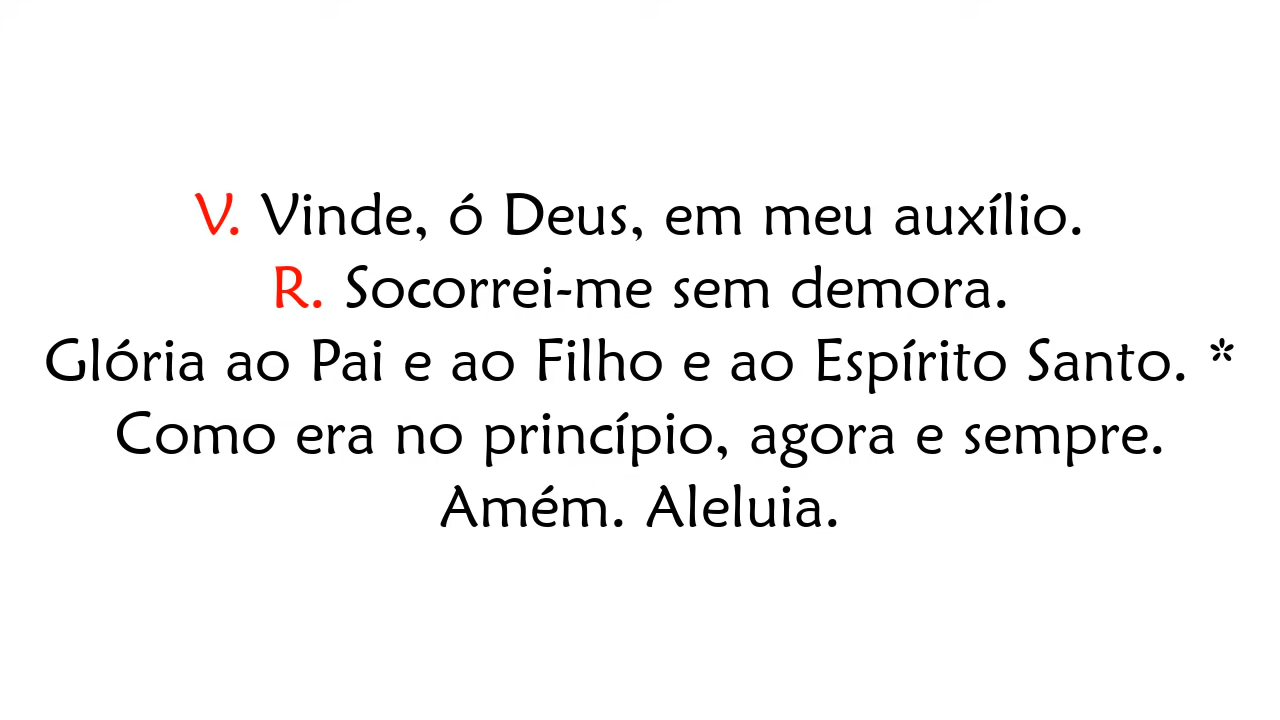 V. Vinde, ó Deus, em meu auxílio.
R. Socorrei-me sem demora.
Glória ao Pai e ao Filho e ao Espírito Santo. *
Como era no princípio, agora e sempre.
Amém. Aleluia.